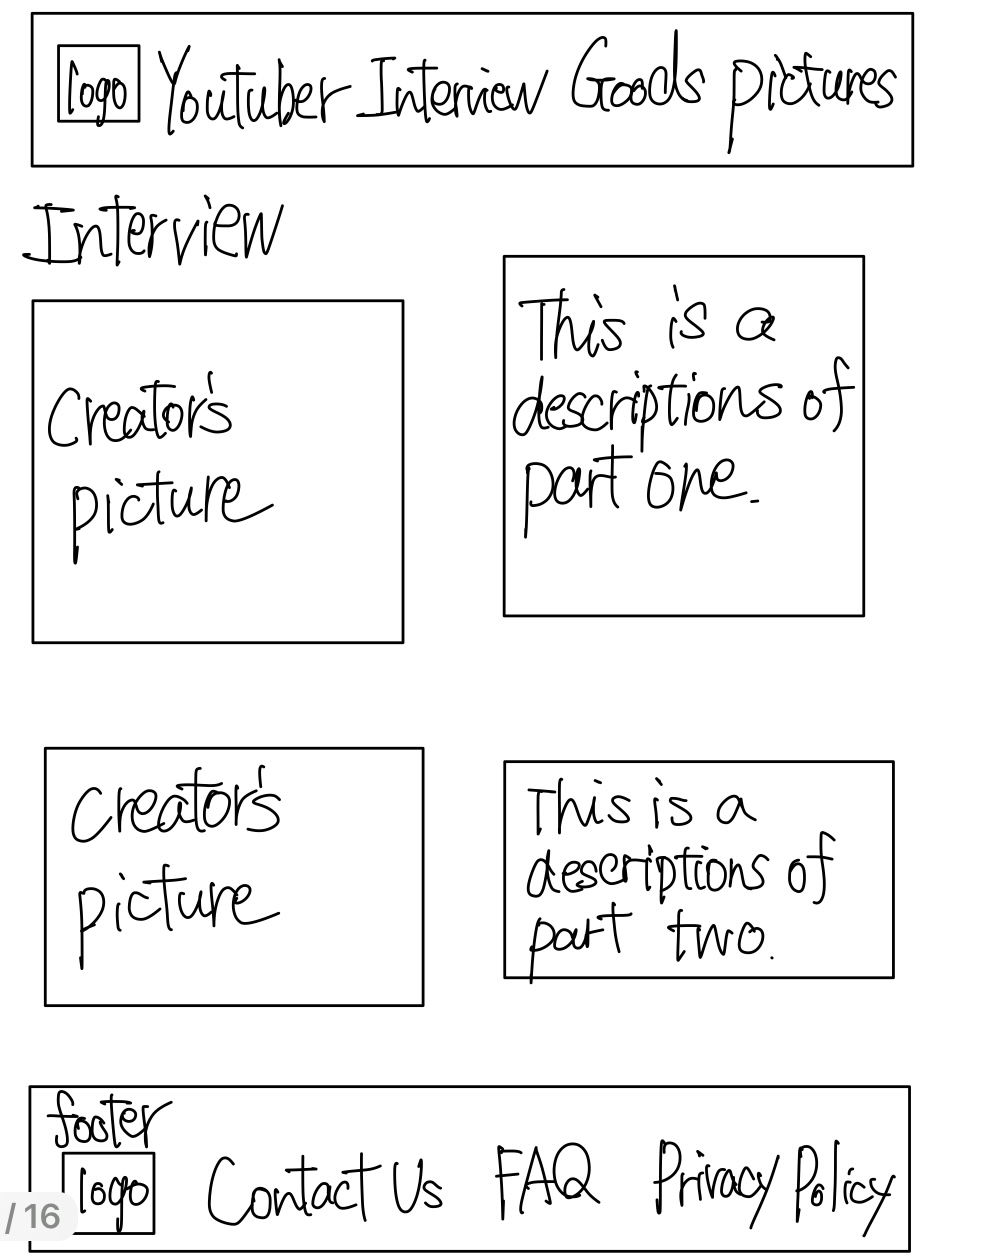 logo Youtuber Interview Goods pictures
Interview
Creator's
picture
This is a
descriptions of
part one.
Creator's
picture
This is a
descriptions of
part two.
footer
logo Contact Us FAQ Privacy Policy
/ 16